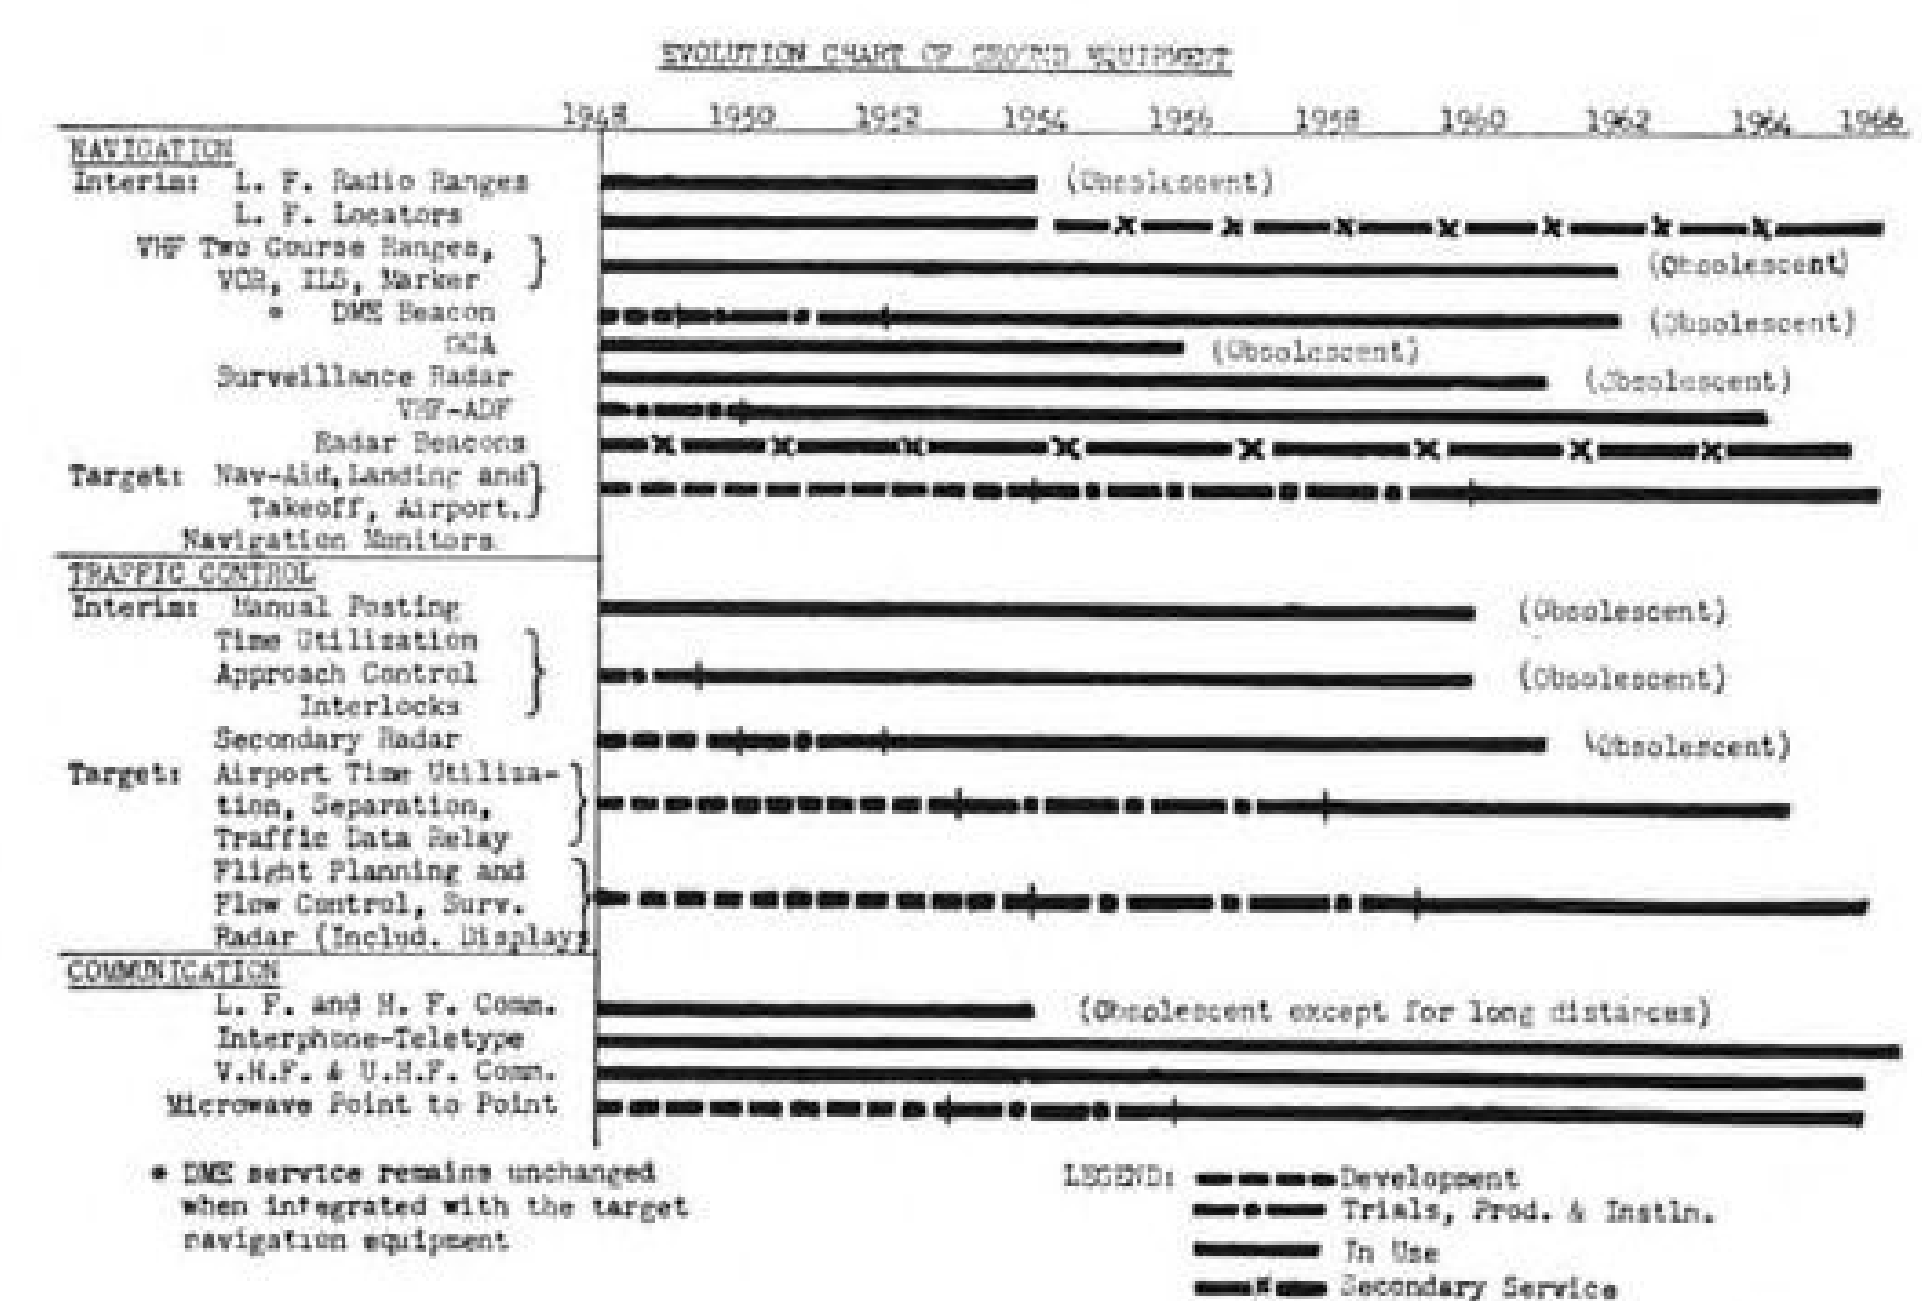 EVOLUTION CHART OF GROUND EQUIPMENT
1948 1950 1952 1954 1956 1958 1960 1962 1964 1966
NAVIGATION
Interim: L. F. Radio Ranges (Obsolescent)
L. F. Locators
VHF Two Course Ranges,
VOR, ILS, Marker (Obsolescent)
* DME Beacon (Obsolescent)
GCA (Obsolescent)
Surveillance Radar (Obsolescent)
VHF-ADF
Radar Beacons
Target: Nav-Aid, Landing and
Takeoff, Airport.
Navigation Monitors
TRAFFIC CONTROL
Interim: Manual Posting (Obsolescent)
Time Utilization
Approach Control (Obsolescent)
Interlocks
Secondary Radar (Obsolescent)
Target: Airport Time Utiliza-
tion, Separation,
Traffic Data Relay
Flight Planning and
Flow Control, Surv.
Radar (Includ. Display)
COMMUNICATION
L. F. and H. F. Comm. (Obsolescent except for long distances)
Interphone-Teletype
V.H.F. & U.H.F. Comm.
Microwave Point to Point
* DME service remains unchanged
when integrated with the target
navigation equipment
LEGEND: Development
Trials, Prod. & Instln.
In Use
Secondary Service